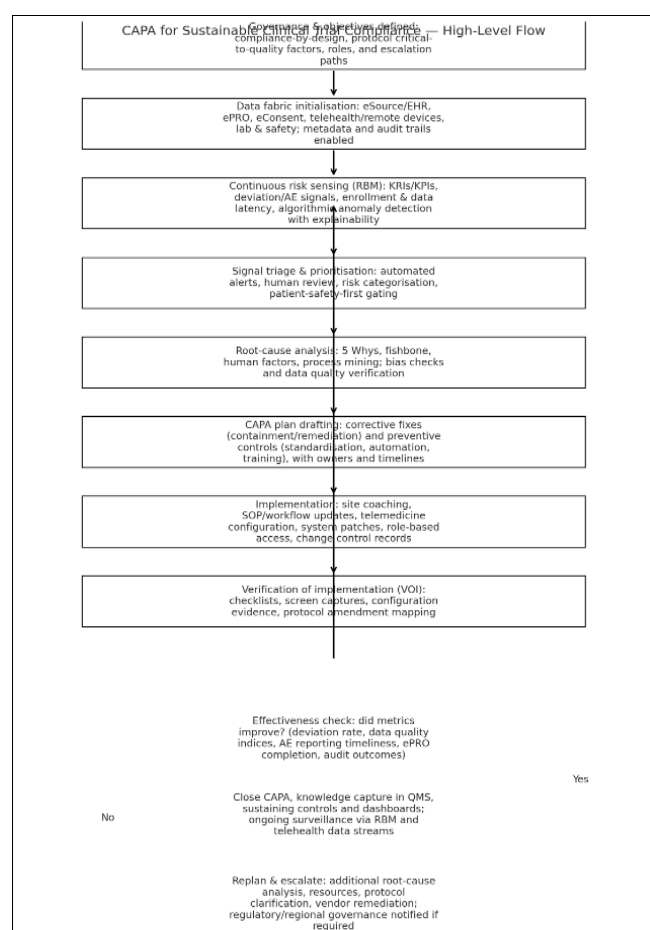 CAPA for Sustainable Clinical Trial Compliance — High-Level Flow
Governance & objectives defined:
compliance-by-design, protocol critical-
to-quality factors, roles, and escalation
paths
Data fabric initialisation: eSource/EHR,
ePRO, eConsent, telehealth/remote devices,
lab & safety; metadata and audit trails
enabled
Continuous risk sensing (RBM): KRIs/KPIs,
deviation/AE signals, enrollment & data
latency, algorithmic anomaly detection
with explainability
Signal triage & prioritisation: automated
alerts, human review, risk categorisation,
patient-safety-first gating
Root-cause analysis: 5 Whys, fishbone,
human factors, process mining; bias checks
and data quality verification
CAPA plan drafting: corrective fixes
(containment/remediation) and preventive
controls (standardisation, automation,
training), with owners and timelines
Implementation: site coaching,
SOP/workflow updates, telemedicine
configuration, system patches, role-based
access, change control records
Verification of implementation (VOI):
checklists, screen captures, configuration
evidence, protocol amendment mapping
Effectiveness check: did metrics
improve? (deviation rate, data quality
indices, AE reporting timeliness, ePRO
completion, audit outcomes)
Yes
Close CAPA, knowledge capture in QMS,
sustaining controls and dashboards;
ongoing surveillance via RBM and
telehealth data streams
No
Replan & escalate: additional root-cause
analysis, resources, protocol
clarification, vendor remediation;
regulatory/regional governance notified if
required